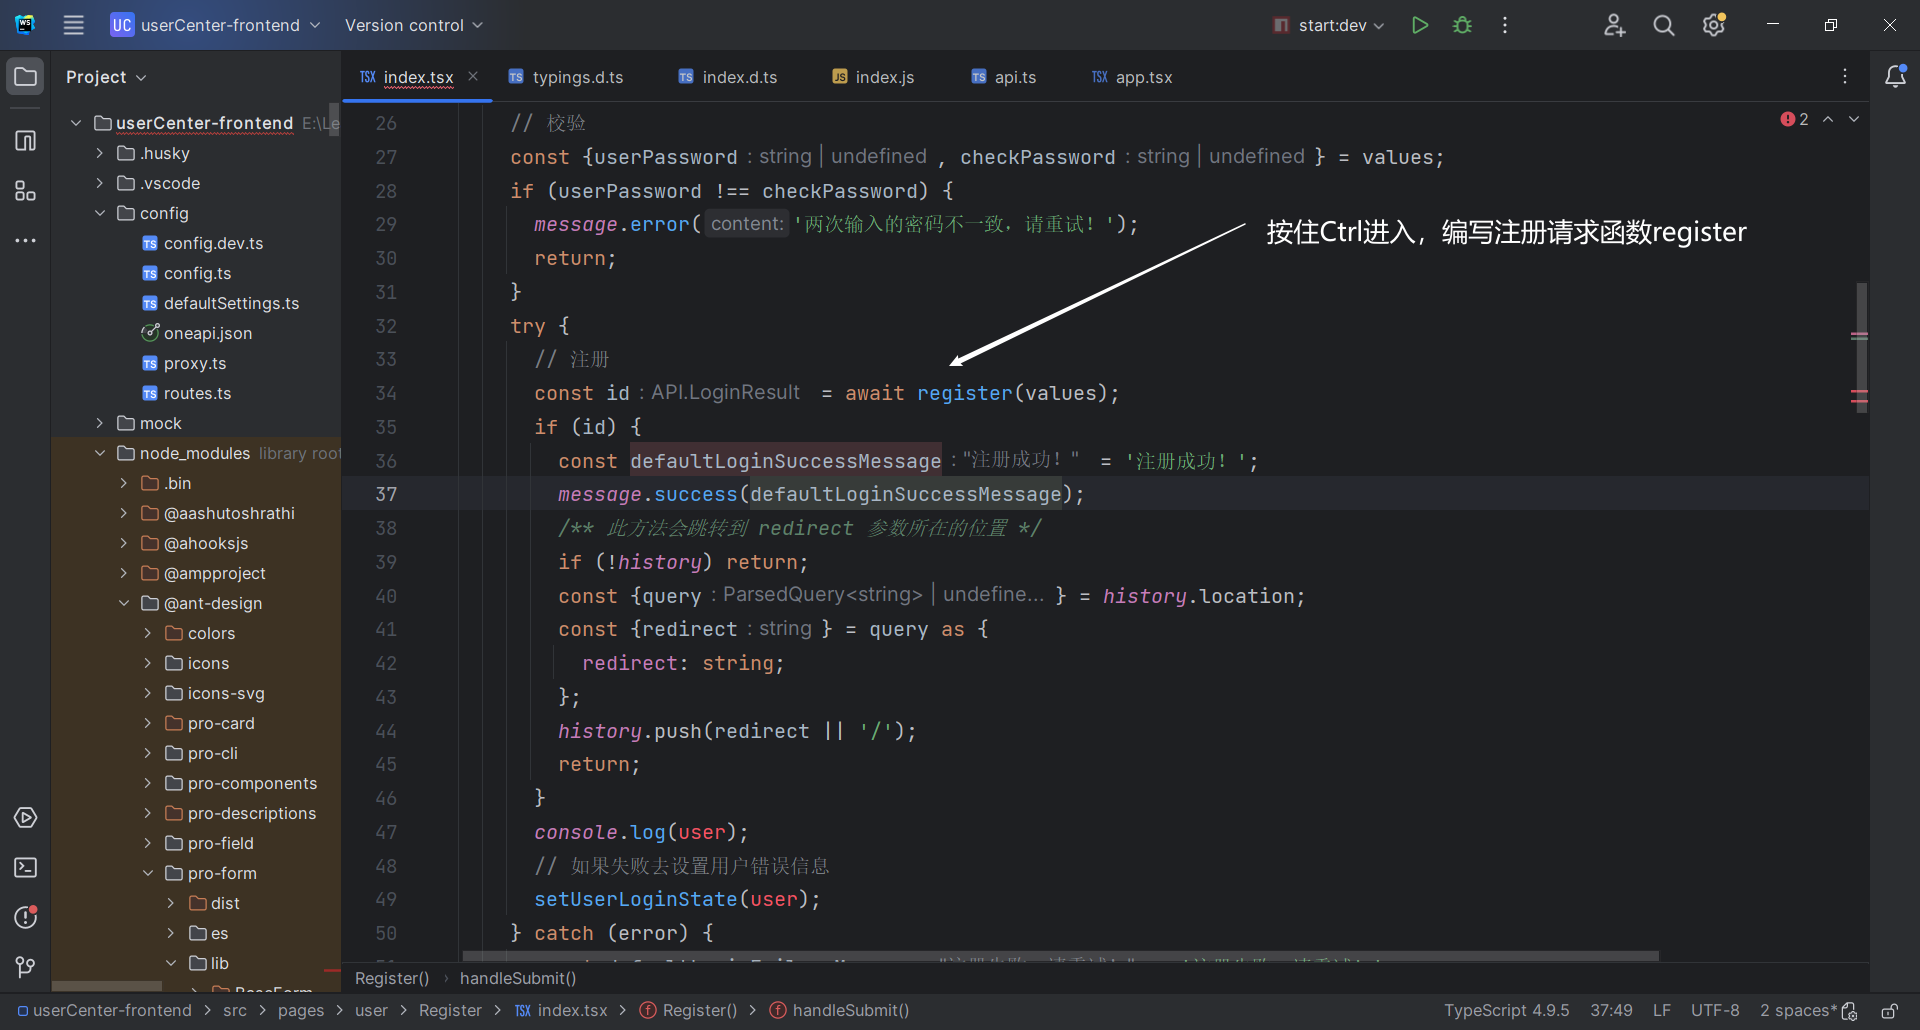 UC userCenter-frontend Version control start:dev
Project
index.tsx typings.d.ts index.d.ts index.js api.ts app.tsx
userCenter-frontend E:\Le
.husky
.vscode
config
config.dev.ts
config.ts
defaultSettings.ts
oneapi.json
proxy.ts
routes.ts
mock
node_modules library root
.bin
@aashutoshrathi
@ahooksjs
@ampproject
@ant-design
colors
icons
icons-svg
pro-card
pro-cli
pro-components
pro-descriptions
pro-field
pro-form
dist
es
lib
BaseForm
2
26 // 校验
27 const {userPassword : string | undefined , checkPassword : string | undefined } = values;
28 if (userPassword !== checkPassword) {
29 message.error( content: '两次输入的密码不一致，请重试！');
30 return;
31 }
32 try {
33 // 注册
34 const id : API.LoginResult = await register(values);
35 if (id) {
36 const defaultLoginSuccessMessage : "注册成功！" = '注册成功！';
37 message.success(defaultLoginSuccessMessage);
38 /** 此方法会跳转到 redirect 参数所在的位置 */
39 if (!history) return;
40 const {query : ParsedQuery<string> | undefine... } = history.location;
41 const {redirect : string } = query as {
42 redirect: string;
43 };
44 history.push(redirect || '/');
45 return;
46 }
47 console.log(user);
48 // 如果失败去设置用户错误信息
49 setUserLoginState(user);
50 } catch (error) {
按住Ctrl进入，编写注册请求函数register
Register() › handleSubmit()
userCenter-frontend > src > pages > user > Register > TSX index.tsx > Register() > handleSubmit()
TypeScript 4.9.5 37:49 LF UTF-8 2 spaces*